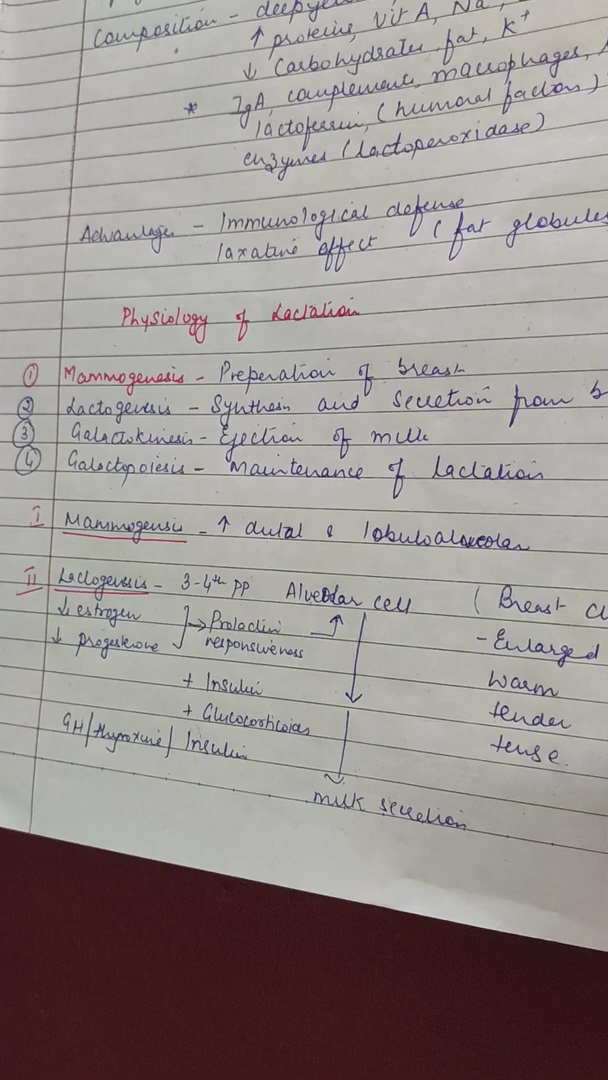 Composition - deepye
↑ proteins, Vit A, Na
↓ Carbohydrate, fat, K+
* IgA, complement, macrophages,
lactoferrin, (humoral factors)
enzymes (lactoperoxidase)
Advantage - Immunological defense
laxative effect (fat globules
Physiology of Lactation
① Mammogenesis - Preperation of breast
② Lactogenesis - Synthesis and secretion from b
③ Galactokinesis - Ejection of milk
④ Galactopoiesis - Maintenance of lactation
I Mammogensis - ↑ ductal & lobuloalveolar
II Lactogenesis - 3-4th PP Alveolar cell (Breast c
↓ estrogen } → Prolactin ↑ - Enlarged
↓ progesterone responsiveness warm
+ Insulin tender
+ Glucocorticoids tense.
GH/thyroxine/Insulin
milk secretion